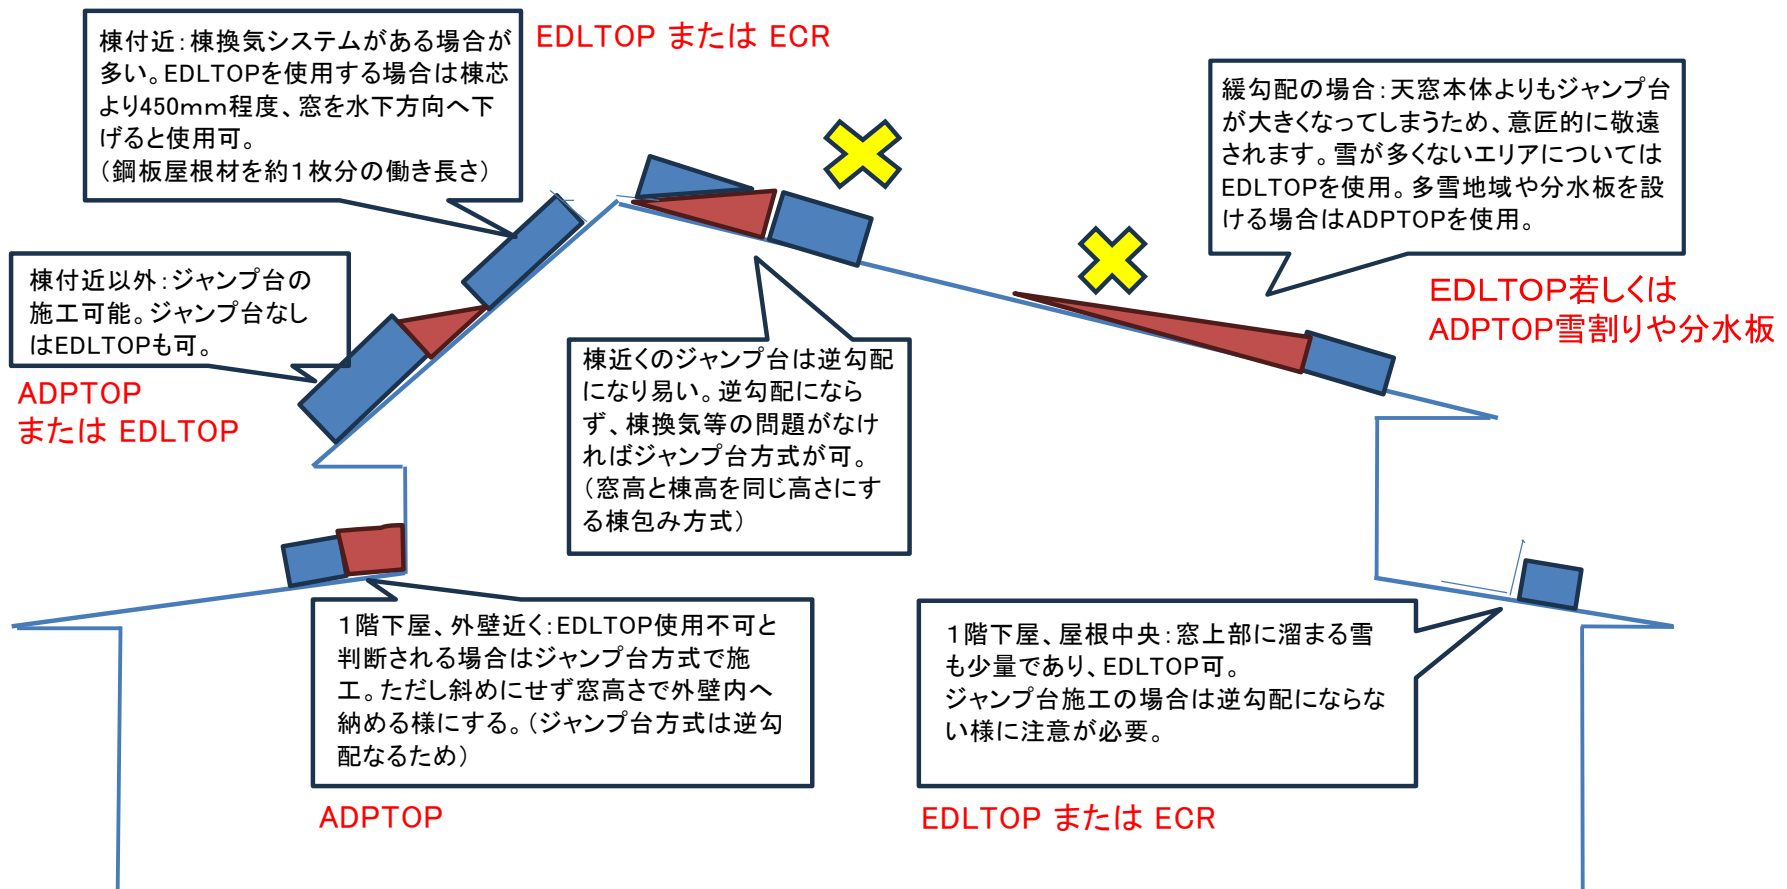 棟付近：棟換気システムがある場合が
多い。EDLTOPを使用する場合は棟芯
より450mm程度、窓を水下方向へ下
げると使用可。
（鋼板屋根材を約１枚分の働き長さ）
EDLTOP または ECR
緩勾配の場合：天窓本体よりもジャンプ台
が大きくなってしまうため、意匠的に敬遠
されます。雪が多くないエリアについては
EDLTOPを使用。多雪地域や分水板を設
ける場合はADPTOPを使用。
EDLTOP若しくは
ADPTOP雪割りや分水板
棟付近以外：ジャンプ台の
施工可能。ジャンプ台なし
はEDLTOPも可。
ADPTOP
または EDLTOP
棟近くのジャンプ台は逆勾配
になり易い。逆勾配になら
ず、棟換気等の問題がなけ
ればジャンプ台方式が可。
（窓高と棟高を同じ高さにす
る棟包み方式）
１階下屋、外壁近く：EDLTOP使用不可と
判断される場合はジャンプ台方式で施
工。ただし斜めにせず窓高さで外壁内へ
納める様にする。（ジャンプ台方式は逆勾
配なるため）
ADPTOP
１階下屋、屋根中央：窓上部に溜まる雪
も少量であり、EDLTOP可。
ジャンプ台施工の場合は逆勾配にならな
い様に注意が必要。
EDLTOP または ECR